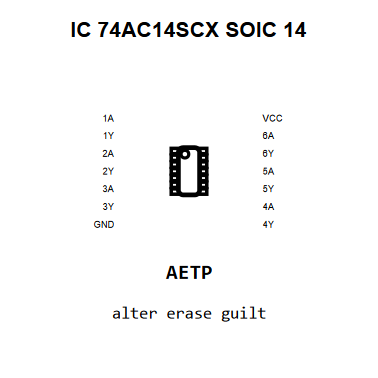 IC 74AC14SCX SOIC 14
1A VCC
1Y 6A
2A 6Y
2Y 5A
3A 5Y
3Y 4A
GND 4Y
AETP
alter erase guilt